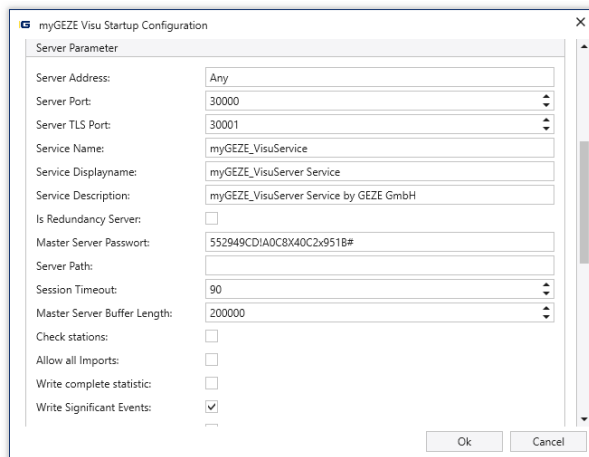 G myGEZE Visu Startup Configuration
Server Parameter
Server Address: Any
Server Port: 30000
Server TLS Port: 30001
Service Name: myGEZE_VisuService
Service Displayname: myGEZE_VisuServer Service
Service Description: myGEZE_VisuServer Service by GEZE GmbH
Is Redundancy Server:
Master Server Passwort: 552949CD!A0C8X40C2x951B#
Server Path:
Session Timeout: 90
Master Server Buffer Length: 200000
Check stations:
Allow all Imports:
Write complete statistic:
Write Significant Events:
Ok Cancel